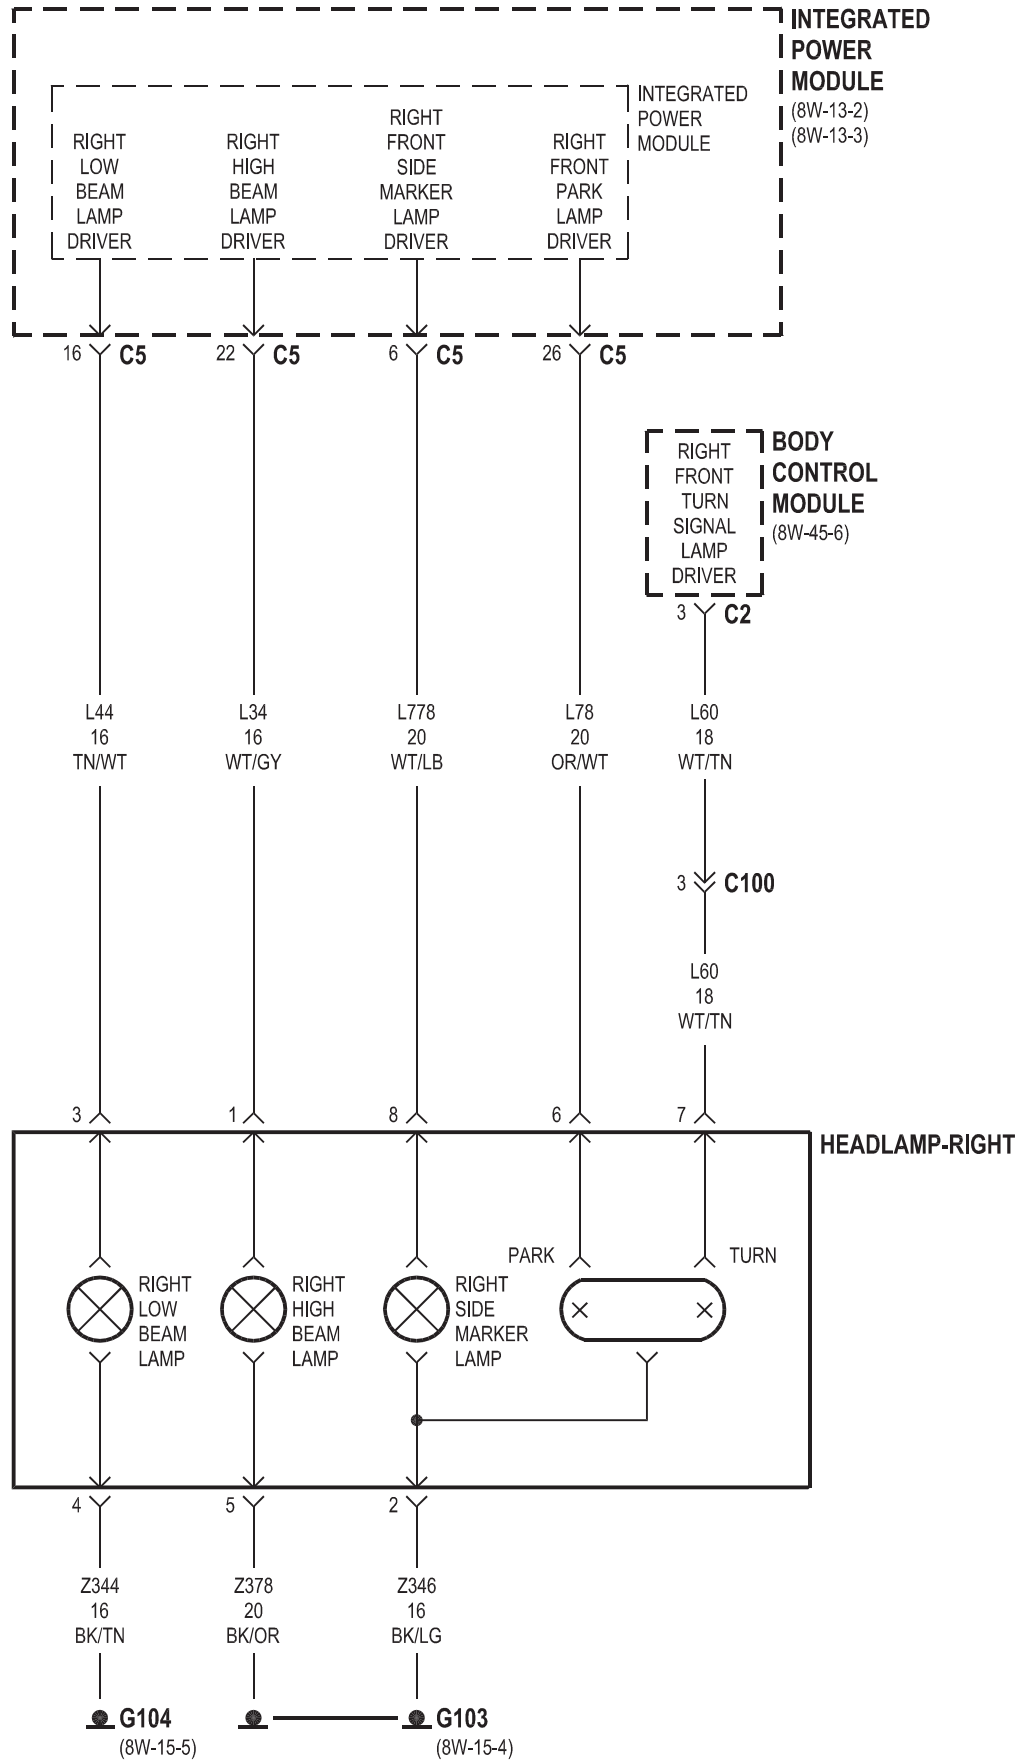 INTEGRATED
POWER
MODULE
(8W-13-2)
(8W-13-3)
INTEGRATED
POWER
MODULE
RIGHT
LOW
BEAM
LAMP
DRIVER
RIGHT
HIGH
BEAM
LAMP
DRIVER
RIGHT
FRONT
SIDE
MARKER
LAMP
DRIVER
RIGHT
FRONT
PARK
LAMP
DRIVER
16 C5
22 C5
6 C5
26 C5
RIGHT
FRONT
TURN
SIGNAL
LAMP
DRIVER
BODY
CONTROL
MODULE
(8W-45-6)
3 C2
L44
16
TN/WT
L34
16
WT/GY
L778
20
WT/LB
L78
20
OR/WT
L60
18
WT/TN
3 C100
L60
18
WT/TN
3
1
8
6
7
HEADLAMP-RIGHT
RIGHT
LOW
BEAM
LAMP
RIGHT
HIGH
BEAM
LAMP
RIGHT
SIDE
MARKER
LAMP
PARK
TURN
4
5
2
Z344
16
BK/TN
Z378
20
BK/OR
Z346
16
BK/LG
G104
(8W-15-5)
G103
(8W-15-4)